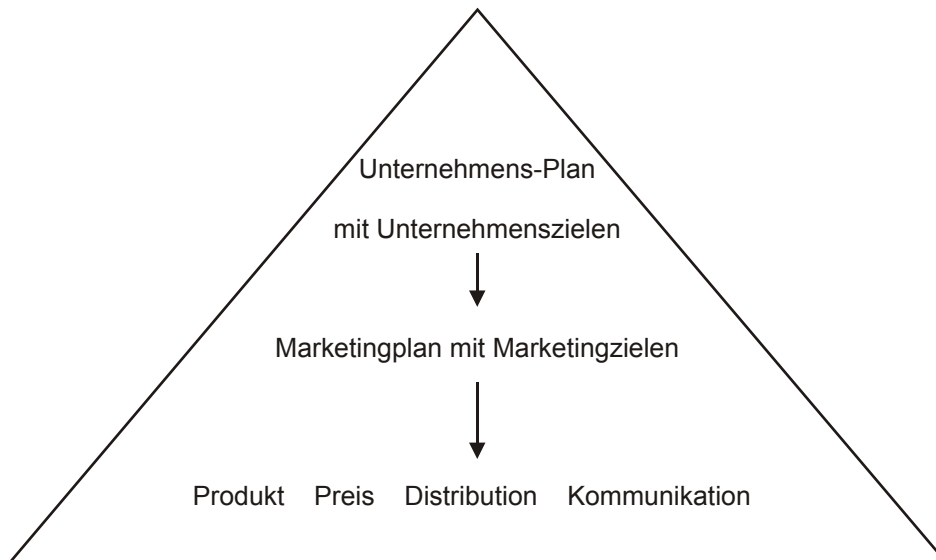 Unternehmens-Plan
mit Unternehmenszielen
Marketingplan mit Marketingzielen
Produkt Preis Distribution Kommunikation